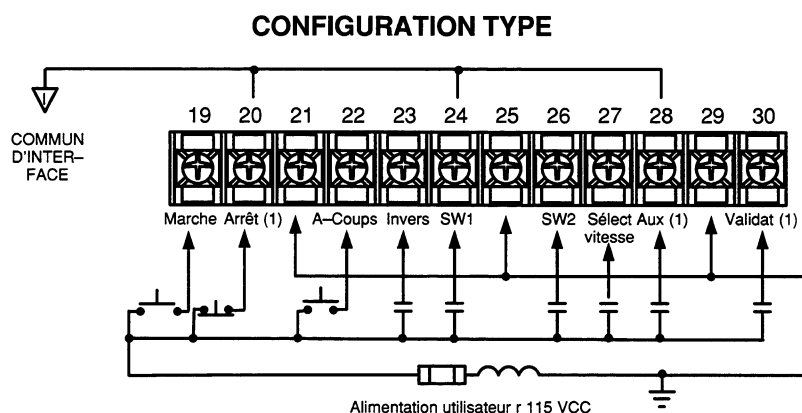 CONFIGURATION TYPE
19 20 21 22 23 24 25 26 27 28 29 30
COMMUN
D'INTER–
FACE
Marche Arrêt (1) A–Coups Invers SW1 SW2 Sélect Aux (1) Validat (1)
vitesse
Alimentation utilisateur r 115 VCC